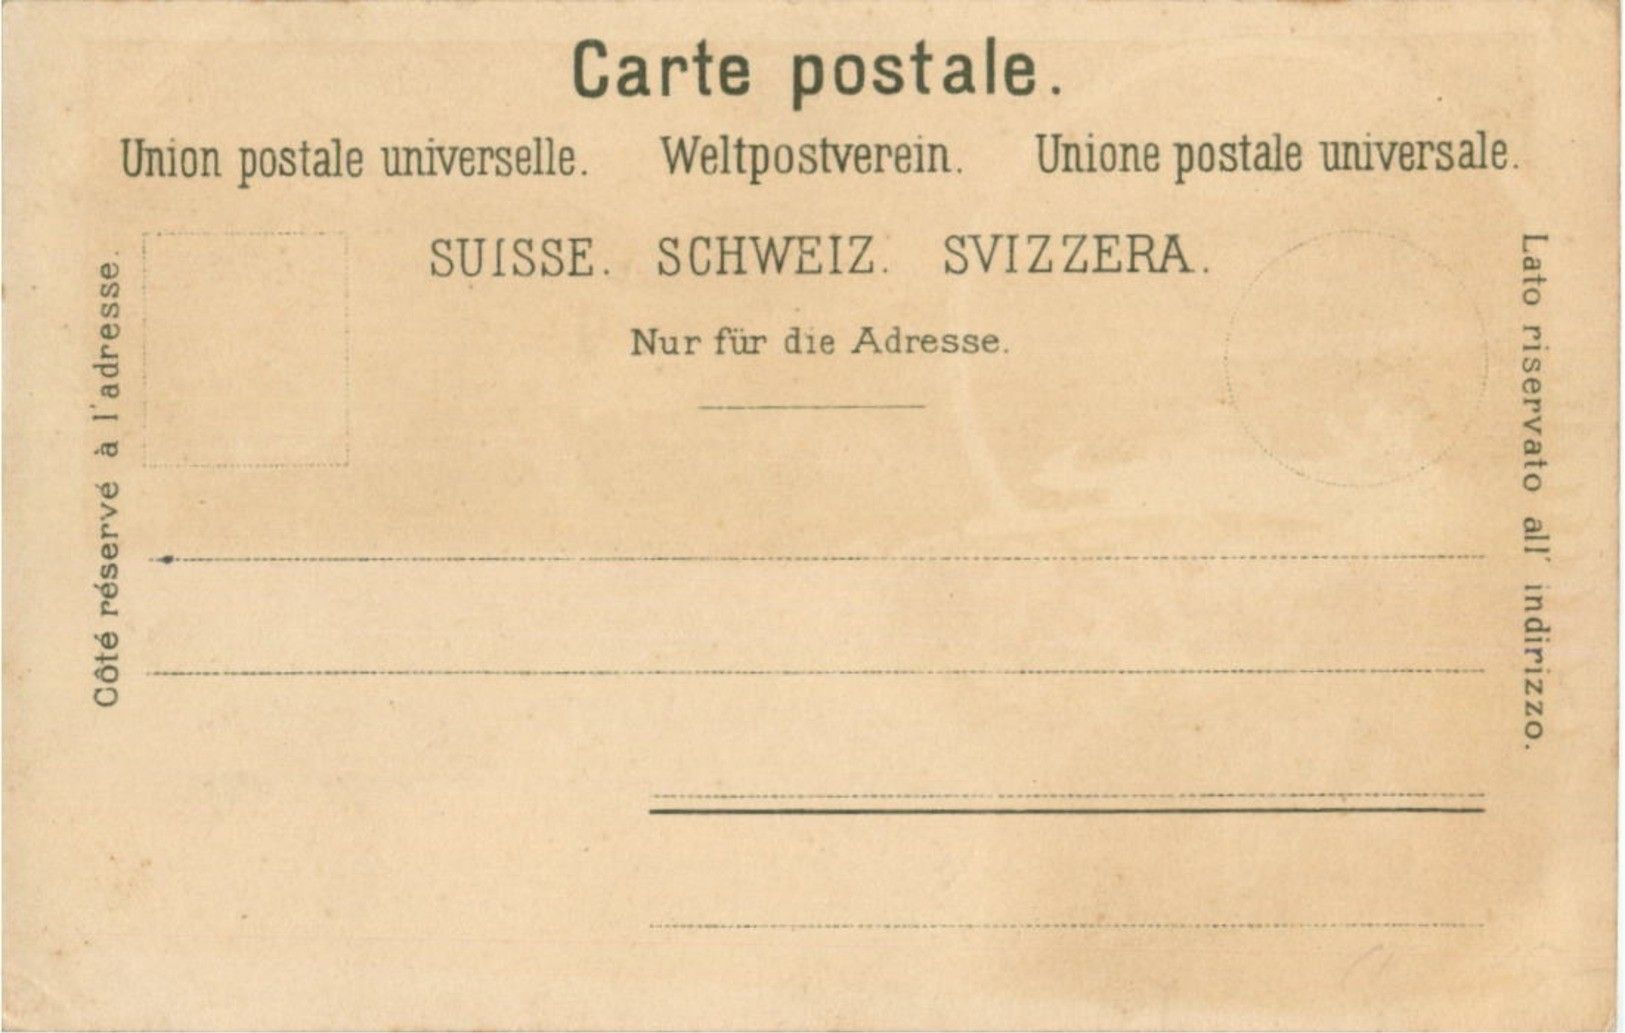 Carte postale.
Union postale universelle. Weltpostverein. Unione postale universale.
SUISSE. SCHWEIZ. SVIZZERA.
Nur für die Adresse.
Côté réservé à l'adresse.
Lato riservato all' indirizzo.